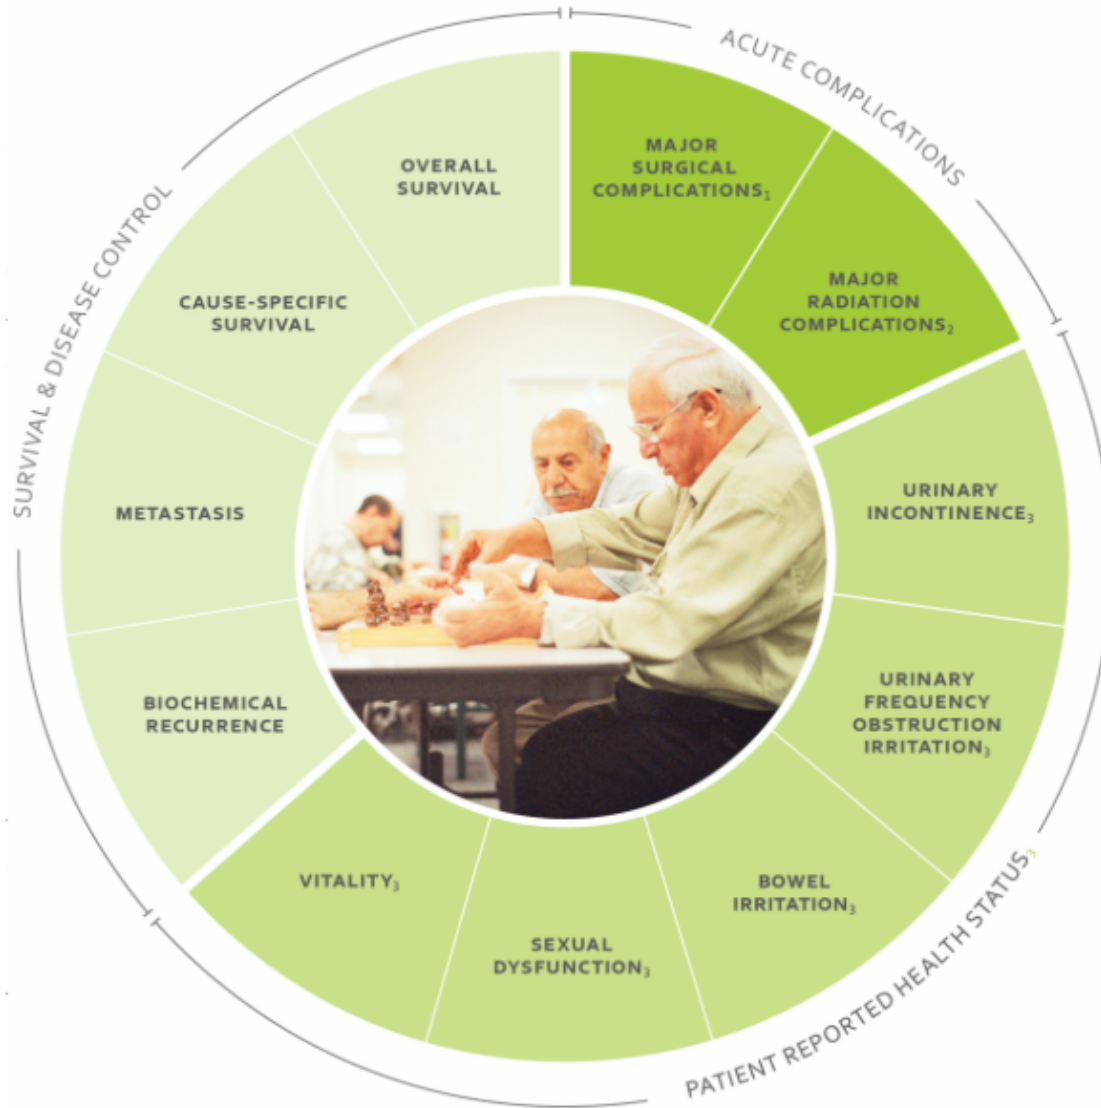 ACUTE COMPLICATIONS
MAJOR
SURGICAL
COMPLICATIONS₁
MAJOR
RADIATION
COMPLICATIONS₂
PATIENT REPORTED HEALTH STATUS₃
URINARY
INCONTINENCE₃
URINARY
FREQUENCY
OBSTRUCTION
IRRITATION₃
BOWEL
IRRITATION₃
SEXUAL
DYSFUNCTION₃
VITALITY₃
SURVIVAL & DISEASE CONTROL
BIOCHEMICAL
RECURRENCE
METASTASIS
CAUSE-SPECIFIC
SURVIVAL
OVERALL
SURVIVAL